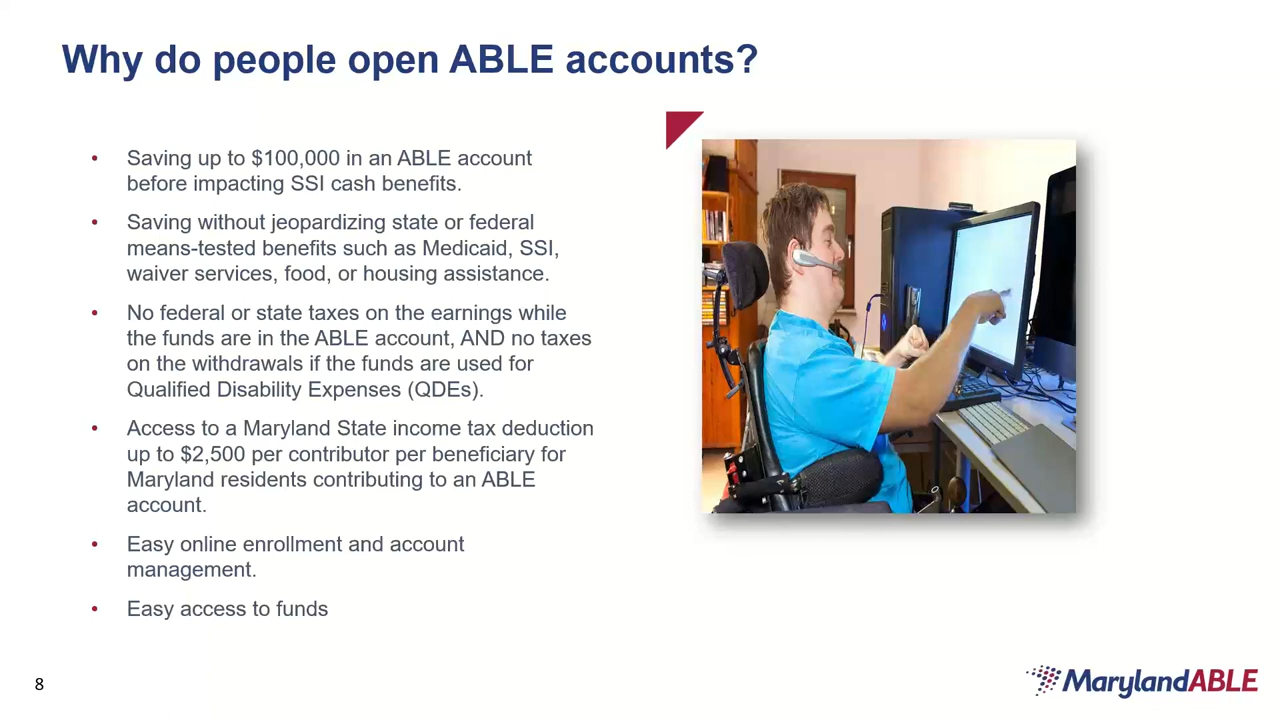 Why do people open ABLE accounts?
• Saving up to $100,000 in an ABLE account
before impacting SSI cash benefits.
• Saving without jeopardizing state or federal
means-tested benefits such as Medicaid, SSI,
waiver services, food, or housing assistance.
• No federal or state taxes on the earnings while
the funds are in the ABLE account, AND no taxes
on the withdrawals if the funds are used for
Qualified Disability Expenses (QDEs).
• Access to a Maryland State income tax deduction
up to $2,500 per contributor per beneficiary for
Maryland residents contributing to an ABLE
account.
• Easy online enrollment and account
management.
• Easy access to funds
8
MarylandABLE